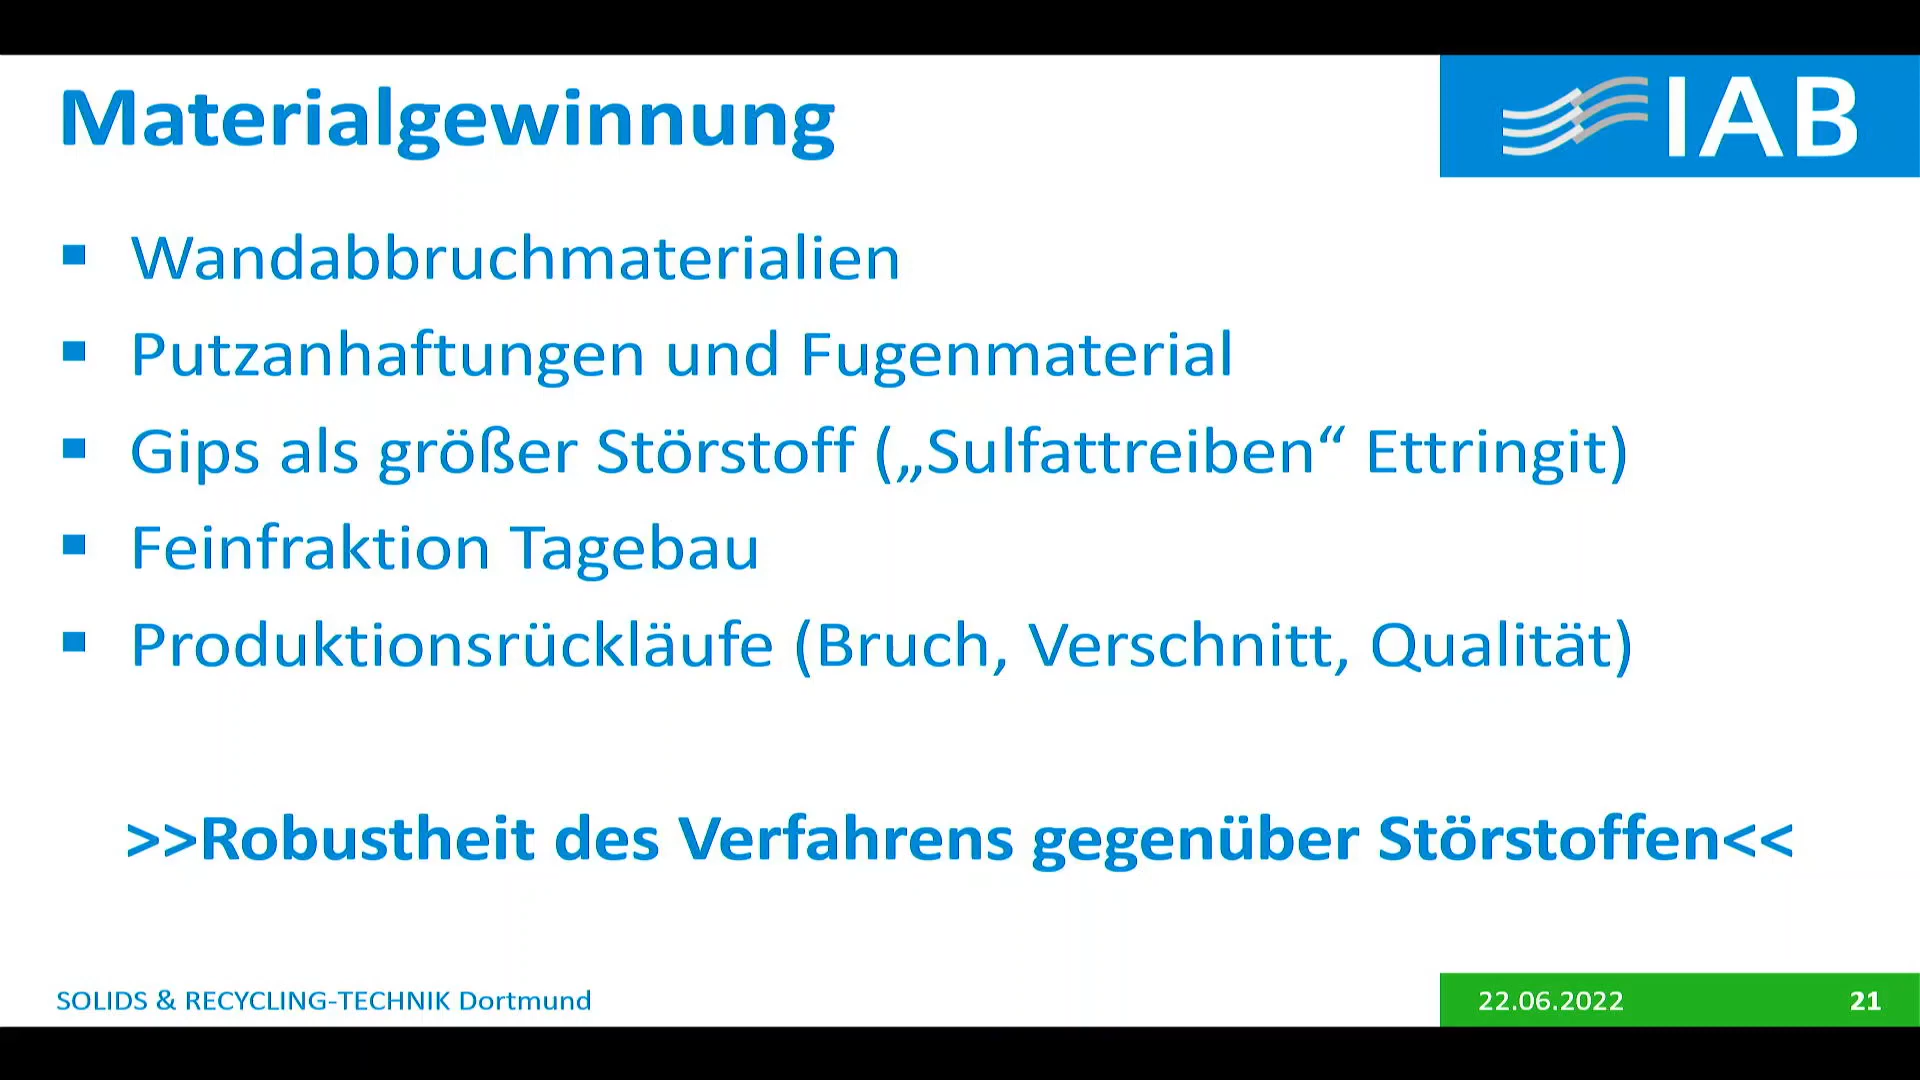 Materialgewinnung
IAB
▪ Wandabbruchmaterialien
▪ Putzanhaftungen und Fugenmaterial
▪ Gips als größer Störstoff („Sulfattreiben“ Ettringit)
▪ Feinfraktion Tagebau
▪ Produktionsrückläufe (Bruch, Verschnitt, Qualität)
>>Robustheit des Verfahrens gegenüber Störstoffen<<
SOLIDS & RECYCLING-TECHNIK Dortmund
22.06.2022
21